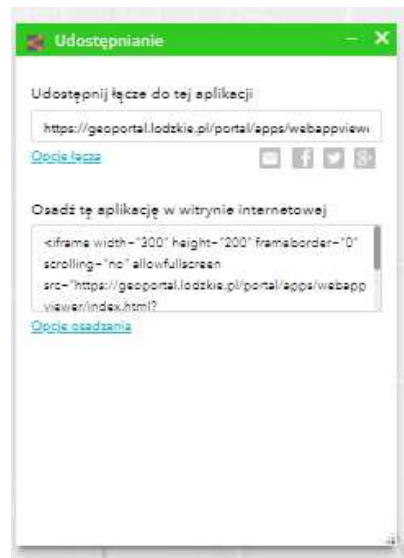 Udostępnianie
Udostępnij łącze do tej aplikacji
https://geoportal.lodzkie.pl/portal/apps/webappviewe
Opcje łącza
Osadź tę aplikację w witrynie internetowej
<iframe width="300" height="200" frameborder="0"
scrolling="no" allowfullscreen
src="https://geoportal.lodzkie.pl/portal/apps/webapp
viewer/index.html?
Opcje osadzania